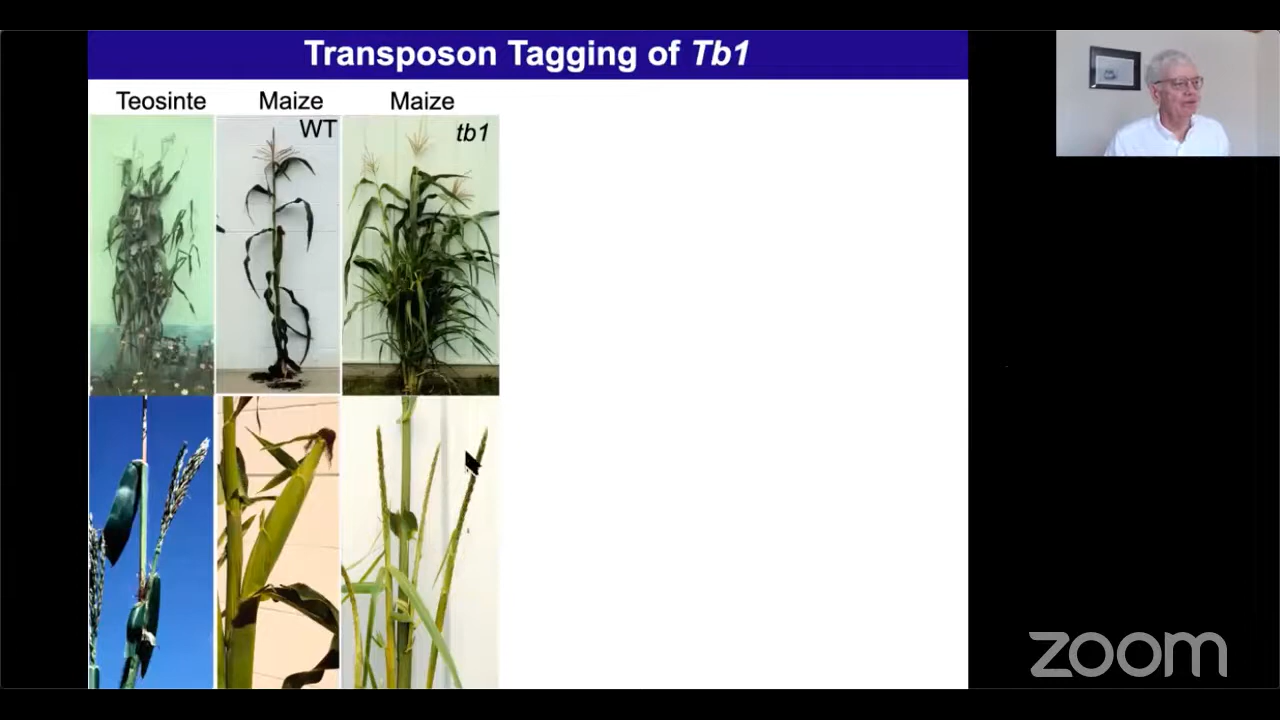 Transposon Tagging of Tb1
Teosinte Maize Maize
WT tb1
zoom